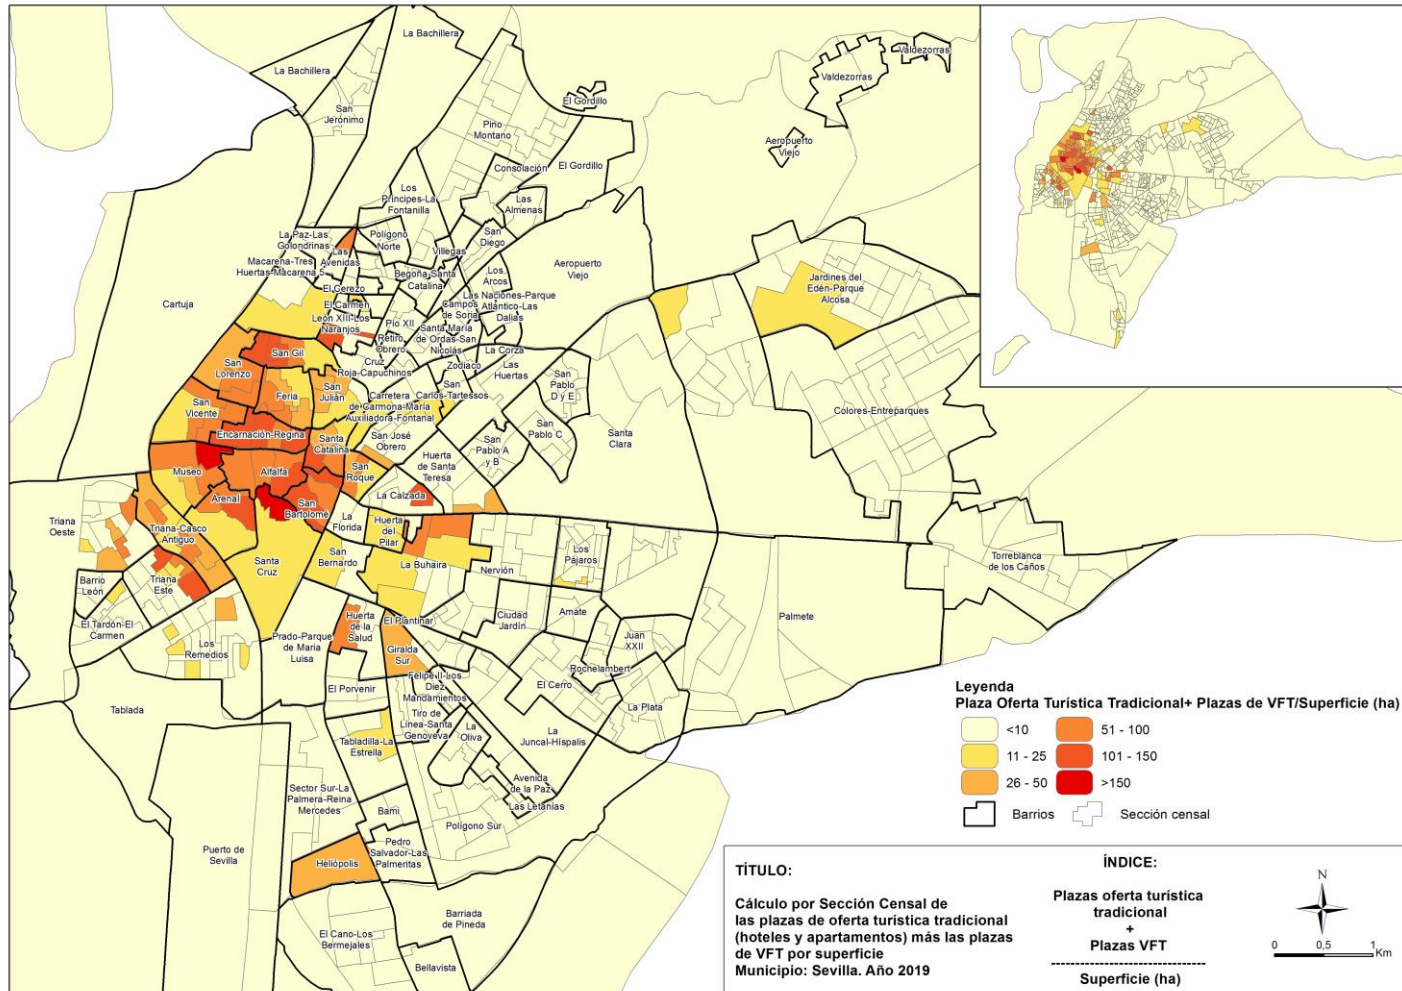 La Bachillera
Valdezorras
La Bachillera
Valdezorras
El Gordillo
San
Jerónimo
Pino
Montano
Aeropuerto
Viejo
Consolación
El Gordillo
Los
Príncipes-La
Fontanilla
Las
Almenas
La Paz-Las
Golondrinas
Polígono
Norte
San
Diego
Las
Avenidas
Villegas
Macarena-Tres
Huertas-Macarena 5
Aeropuerto
Viejo
Begoña-Santa
Catalina
Los
Arcos
Jardines del
Edén-Parque
Alcosa
El Cerezo
Cartuja
Las Naciones-Parque
Atlántico-Las
Dalias
El Carmen
Campos
de Soria
León XIII-Los
Naranjos
Pío XII
Santa María
de Ordas-San
Nicolás
Retiro
Obrero
San Gil
La Corza
Cruz
Roja-Capuchinos
Zodiaco
Las
Huertas
San
Lorenzo
San
Pablo
D y E
San
Carlos-Tartessos
San
Julián
Feria
Carretera
de Carmona-María
Auxiliadora-Fontanal
San
Vicente
Colores-Entreparques
Encarnación-Regina
San
Pablo C
Santa
Clara
San José
Obrero
Santa
Catalina
San
Pablo A
y B
Huerta
de Santa
Teresa
Museo
Alfalfa
San
Roque
La Calzada
Arenal
San
Bartolomé
La
Florida
Triana
Oeste
Triana-Casco
Antiguo
Huerta
del
Pilar
Los
Pájaros
Santa
Cruz
San
Bernardo
La Buhaira
Nervión
Torreblanca
de los Caños
Barrio
León
Triana
Este
Amate
Ciudad
Jardín
Palmete
El Tardón-El
Carmen
Huerta
de la
Salud
El Plantinar
Prado-Parque
de María
Luisa
Juan
XXII
Los
Remedios
Giralda
Sur
Rochelambert
Felipe II-Los
Diez
Mandamientos
El Porvenir
El Cerro
Tablada
La Plata
Tiro de
Línea-Santa
Genoveva
La
Oliva
Tabladilla-La
Estrella
La
Juncal-Híspalis
Avenida
de la Paz
Sector Sur-La
Palmera-Reina
Mercedes
Las Letanías
Bami
Polígono Sur
Puerto de
Sevilla
Pedro
Salvador-Las
Palmeritas
Heliópolis
Barriada
de Pineda
El Cano-Los
Bermejales
Bellavista
Leyenda
Plaza Oferta Turística Tradicional+ Plazas de VFT/Superficie (ha)
<10
51 - 100
11 - 25
101 - 150
26 - 50
>150
Barrios
Sección censal
TÍTULO:
Cálculo por Sección Censal de
las plazas de oferta turística tradicional
(hoteles y apartamentos) más las plazas
de VFT por superficie
Municipio: Sevilla. Año 2019
ÍNDICE:
Plazas oferta turística
tradicional
+
Plazas VFT
--------------------------------
Superficie (ha)
N
0 0,5 1
Km